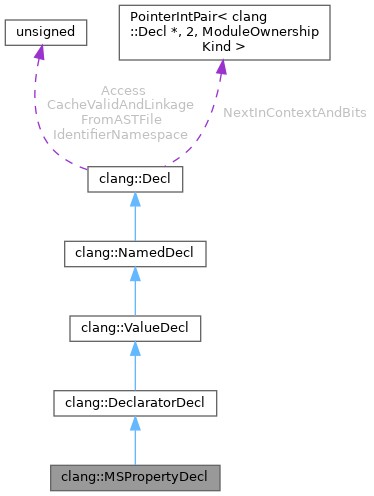 unsigned
PointerIntPair< clang
::Decl *, 2, ModuleOwnership
Kind >
Access
CacheValidAndLinkage
FromASTFile
IdentifierNamespace
NextInContextAndBits
clang::Decl
clang::NamedDecl
clang::ValueDecl
clang::DeclaratorDecl
clang::MSPropertyDecl